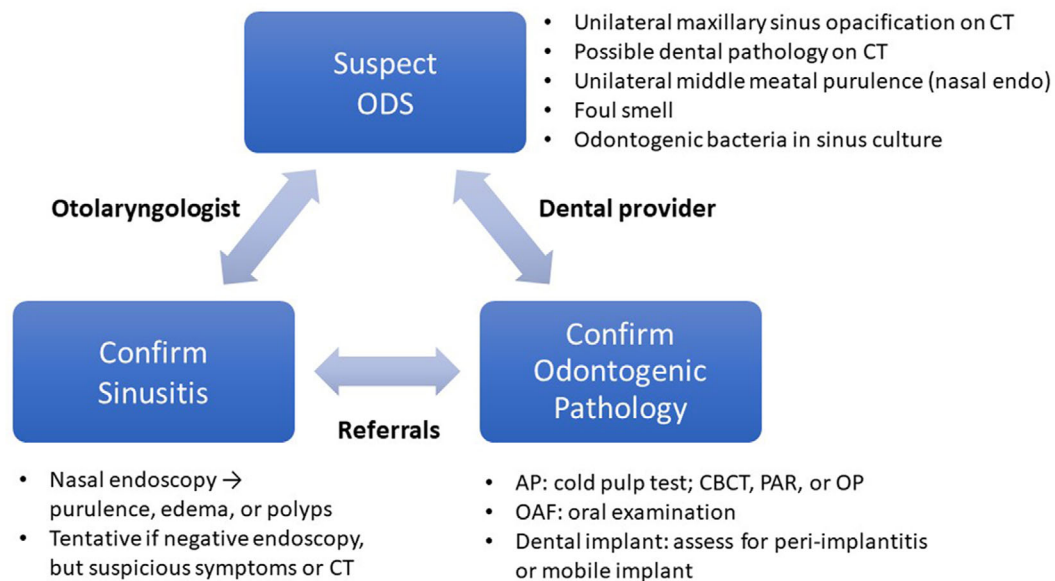 Suspect
ODS
• Unilateral maxillary sinus opacification on CT
• Possible dental pathology on CT
• Unilateral middle meatal purulence (nasal endo)
• Foul smell
• Odontogenic bacteria in sinus culture
Otolaryngologist
Dental provider
Confirm
Sinusitis
Confirm
Odontogenic
Pathology
Referrals
• Nasal endoscopy →
purulence, edema, or polyps
• Tentative if negative endoscopy,
but suspicious symptoms or CT
• AP: cold pulp test; CBCT, PAR, or OP
• OAF: oral examination
• Dental implant: assess for peri-implantitis
or mobile implant